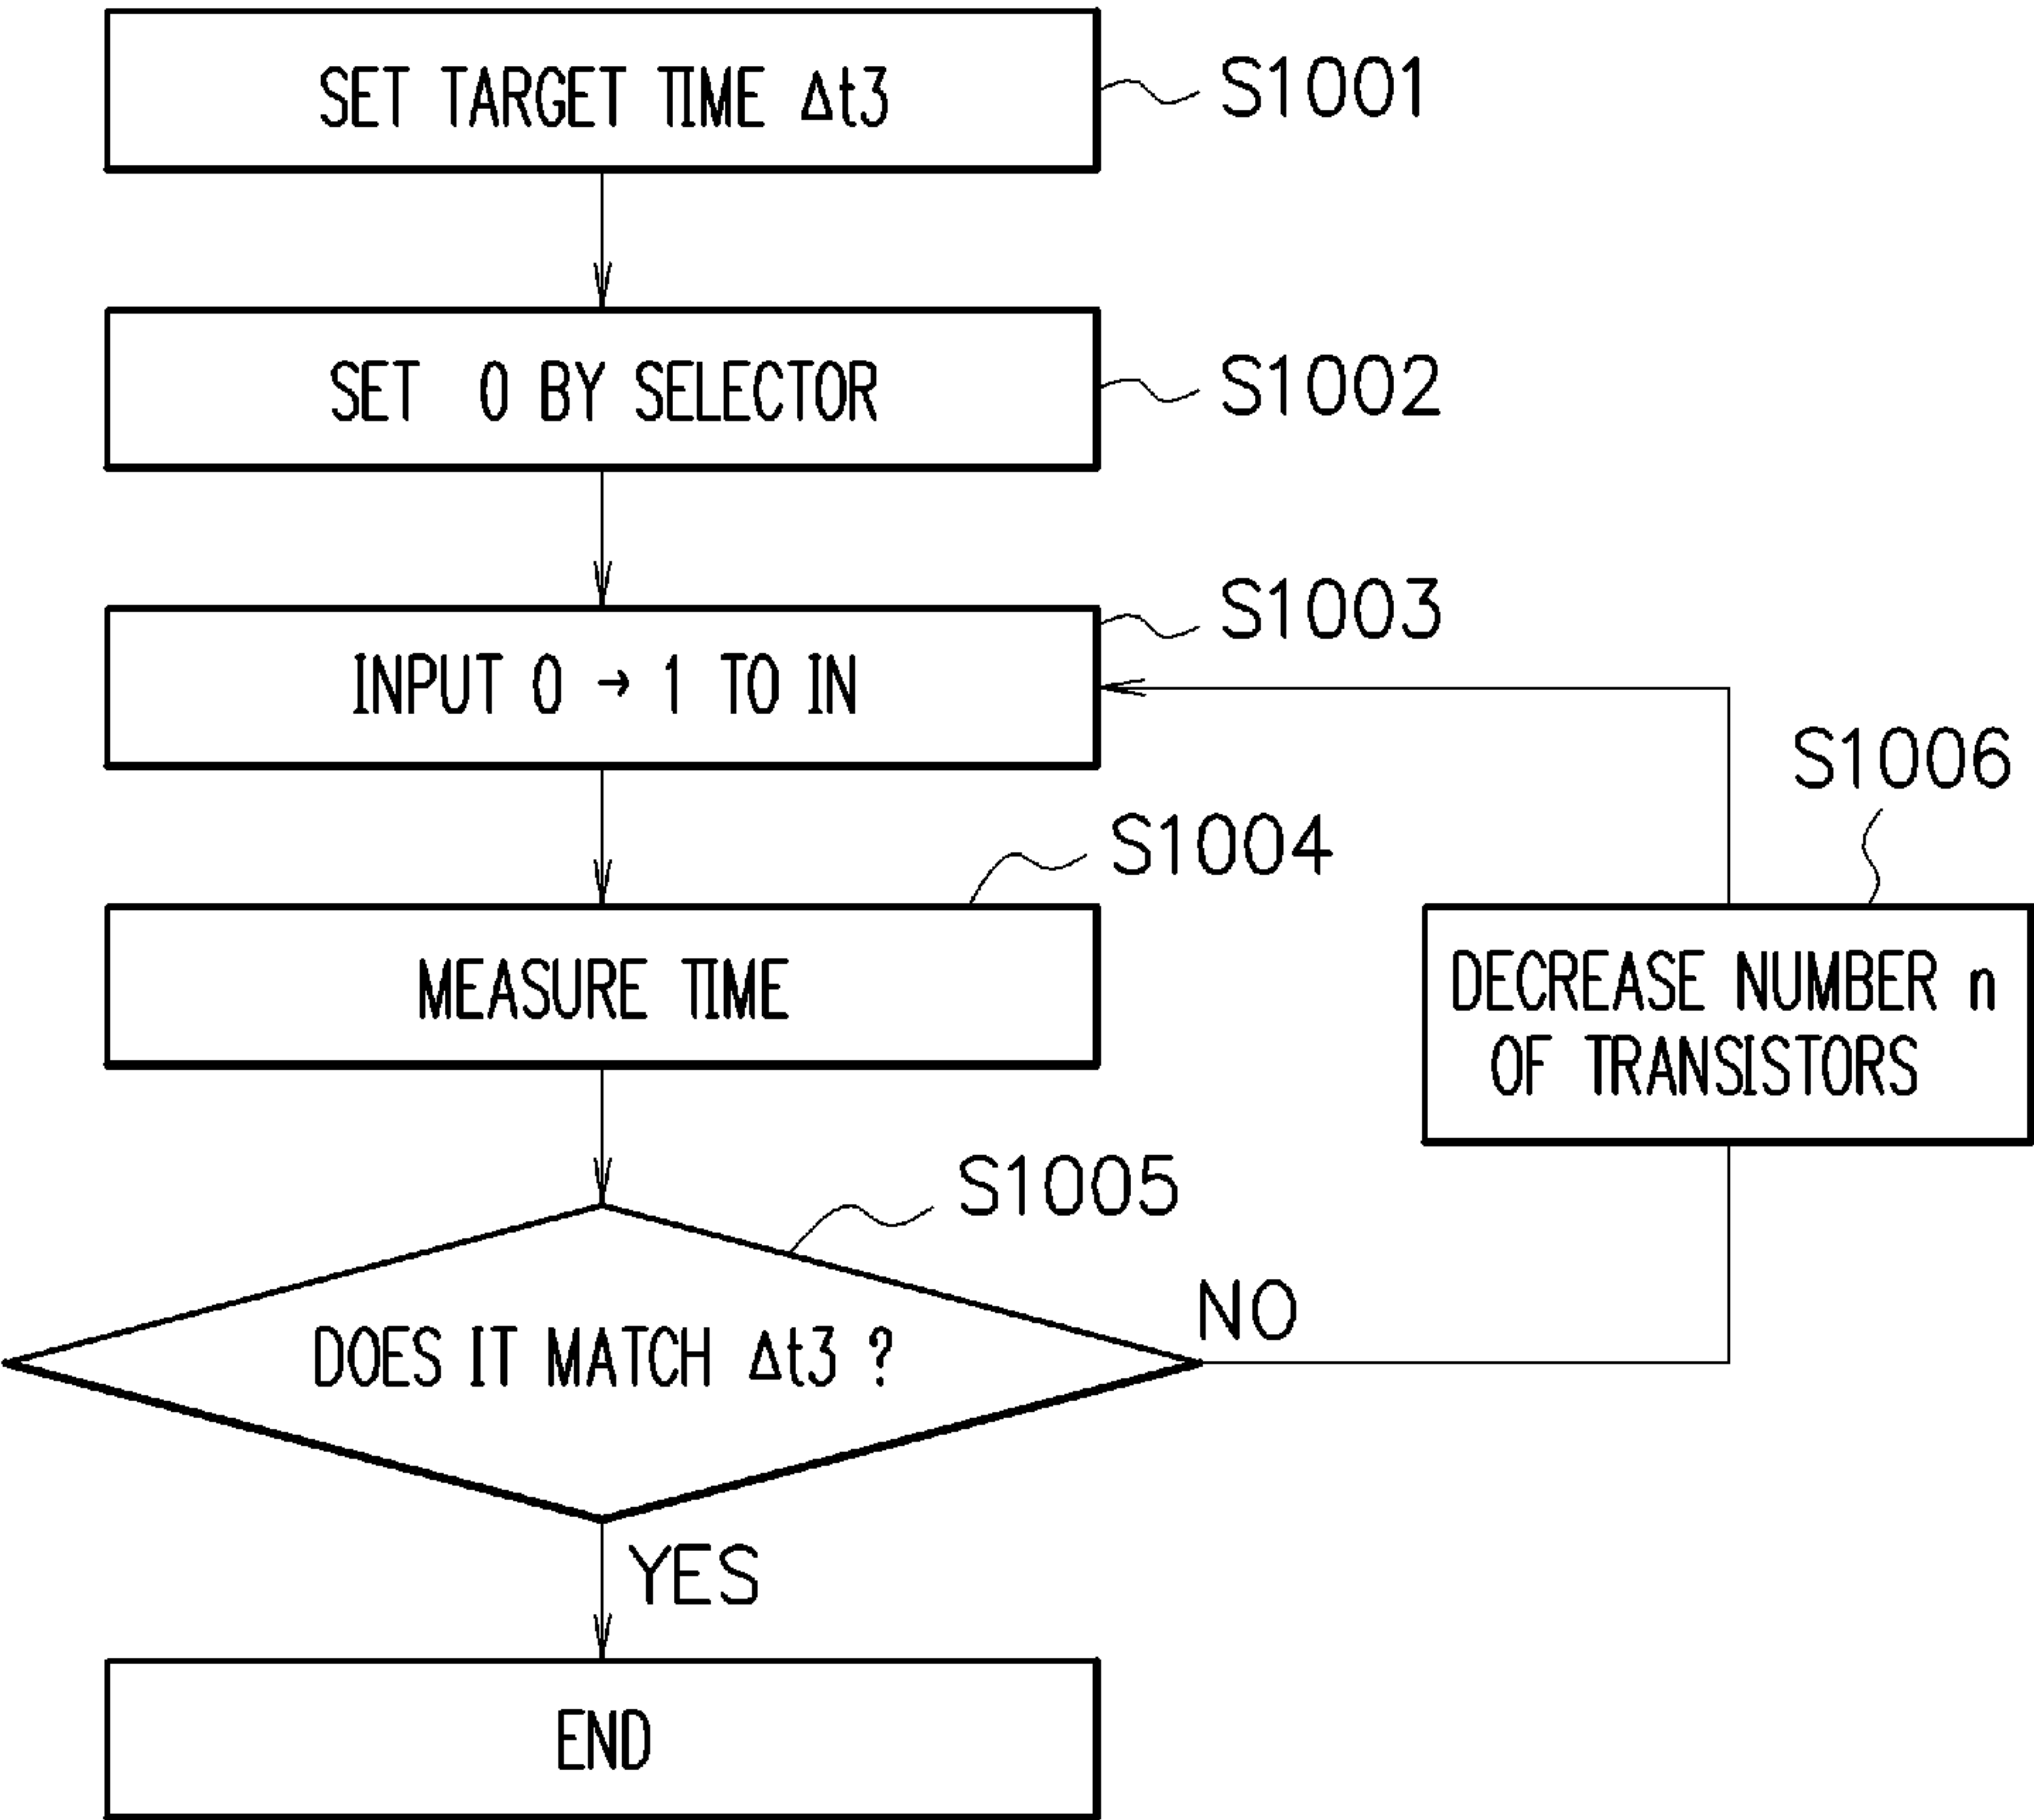 SET TARGET TIME Δt3
S1001
SET 0 BY SELECTOR
S1002
S1003
INPUT 0 → 1 TO IN
S1006
S1004
MEASURE TIME
DECREASE NUMBER n
OF TRANSISTORS
S1005
DOES IT MATCH Δt3 ?
NO
YES
END